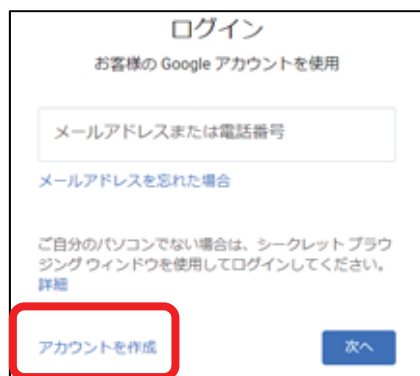 ログイン
お客様の Google アカウントを使用
メールアドレスまたは電話番号
メールアドレスを忘れた場合
ご自分のパソコンでない場合は、シークレット ブラウ
ジング ウィンドウを使用してログインしてください。
詳細
アカウントを作成
次へ